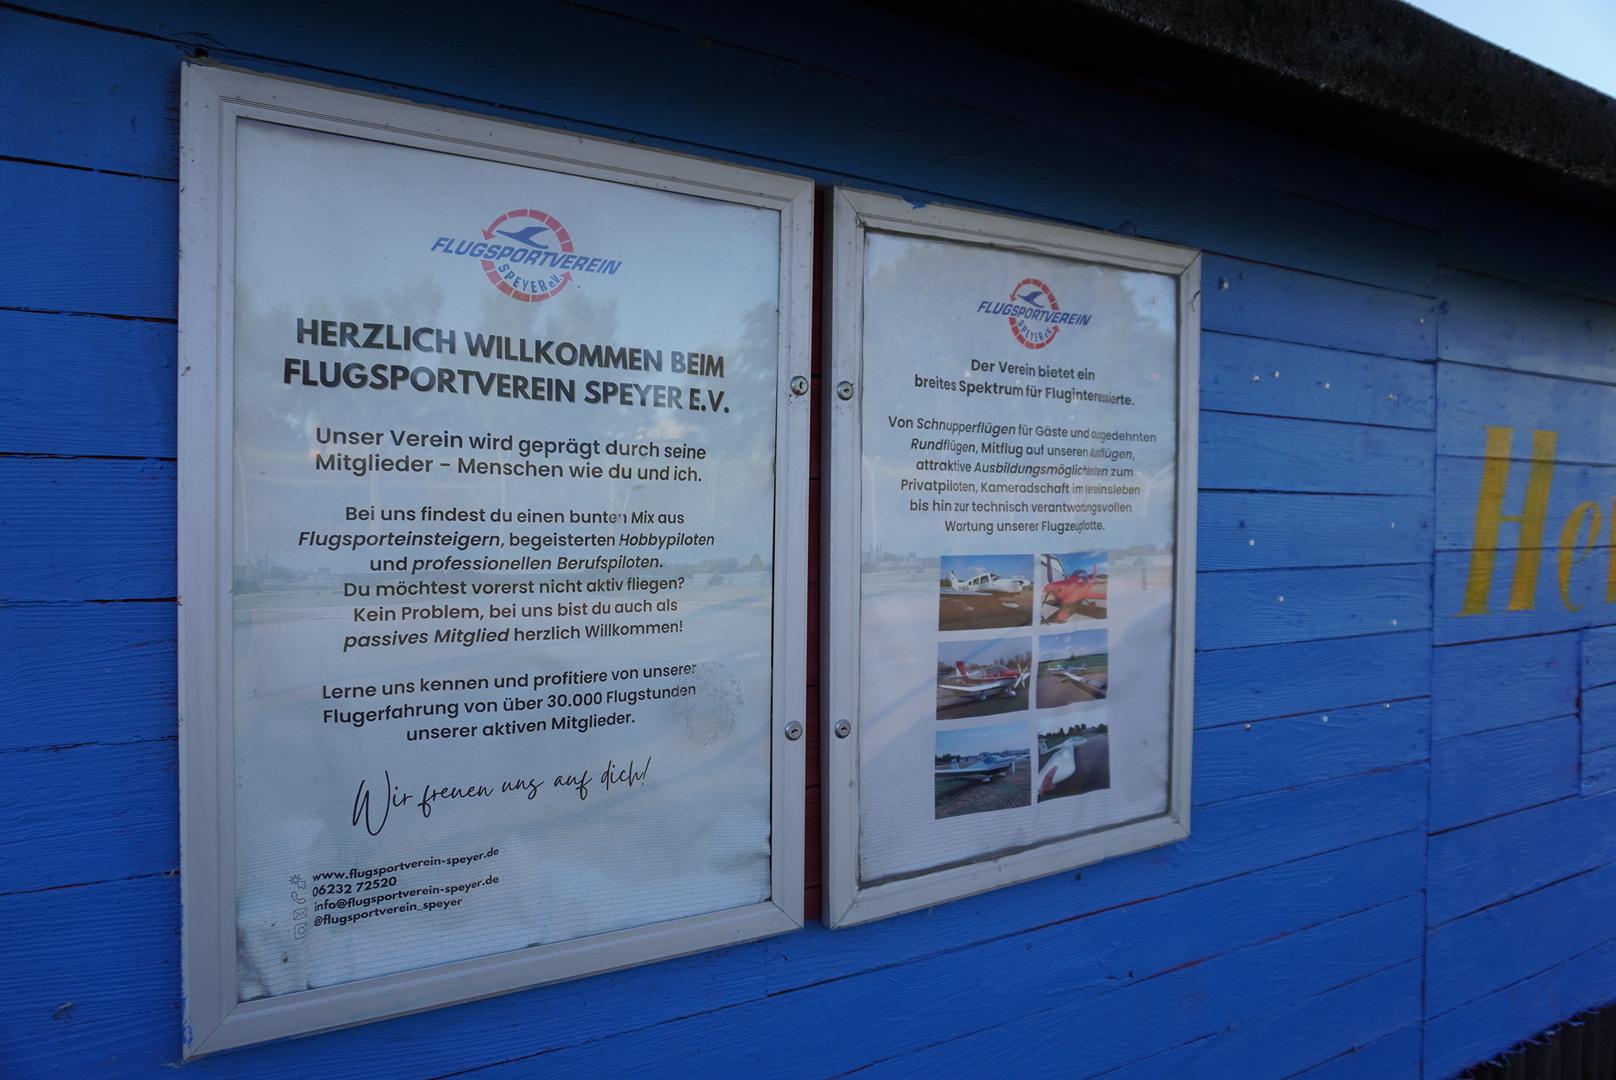 FLUGSPORTVEREIN
SPEYER e.V.
HERZLICH WILLKOMMEN BEIM
FLUGSPORTVEREIN SPEYER E.V.
Unser Verein wird geprägt durch seine
Mitglieder – Menschen wie du und ich.
Bei uns findest du einen bunten Mix aus
Flugsporteinsteigern, begeisterten Hobbypiloten
und professionellen Berufspiloten.
Du möchtest vorerst nicht aktiv fliegen?
Kein Problem, bei uns bist du auch als
passives Mitglied herzlich Willkommen!
Lerne uns kennen und profitiere von unserer
Flugerfahrung von über 30.000 Flugstunden
unserer aktiven Mitglieder.
Wir freuen uns auf dich!
www.flugsportverein-speyer.de
06232 72520
info@flugsportverein-speyer.de
@flugsportverein_speyer
FLUGSPORTVEREIN
SPEYER e.V.
Der Verein bietet ein
breites Spektrum für Fluginteressierte.
Von Schnupperflügen für Gäste und ausgedehnten
Rundflügen, Mitflug auf unseren Ausflügen,
attraktive Ausbildungsmöglichkeiten zum
Privatpiloten, Kameradschaft im Vereinsleben
bis hin zur technisch verantwortungsvollen
Wartung unserer Flugzeugflotte.